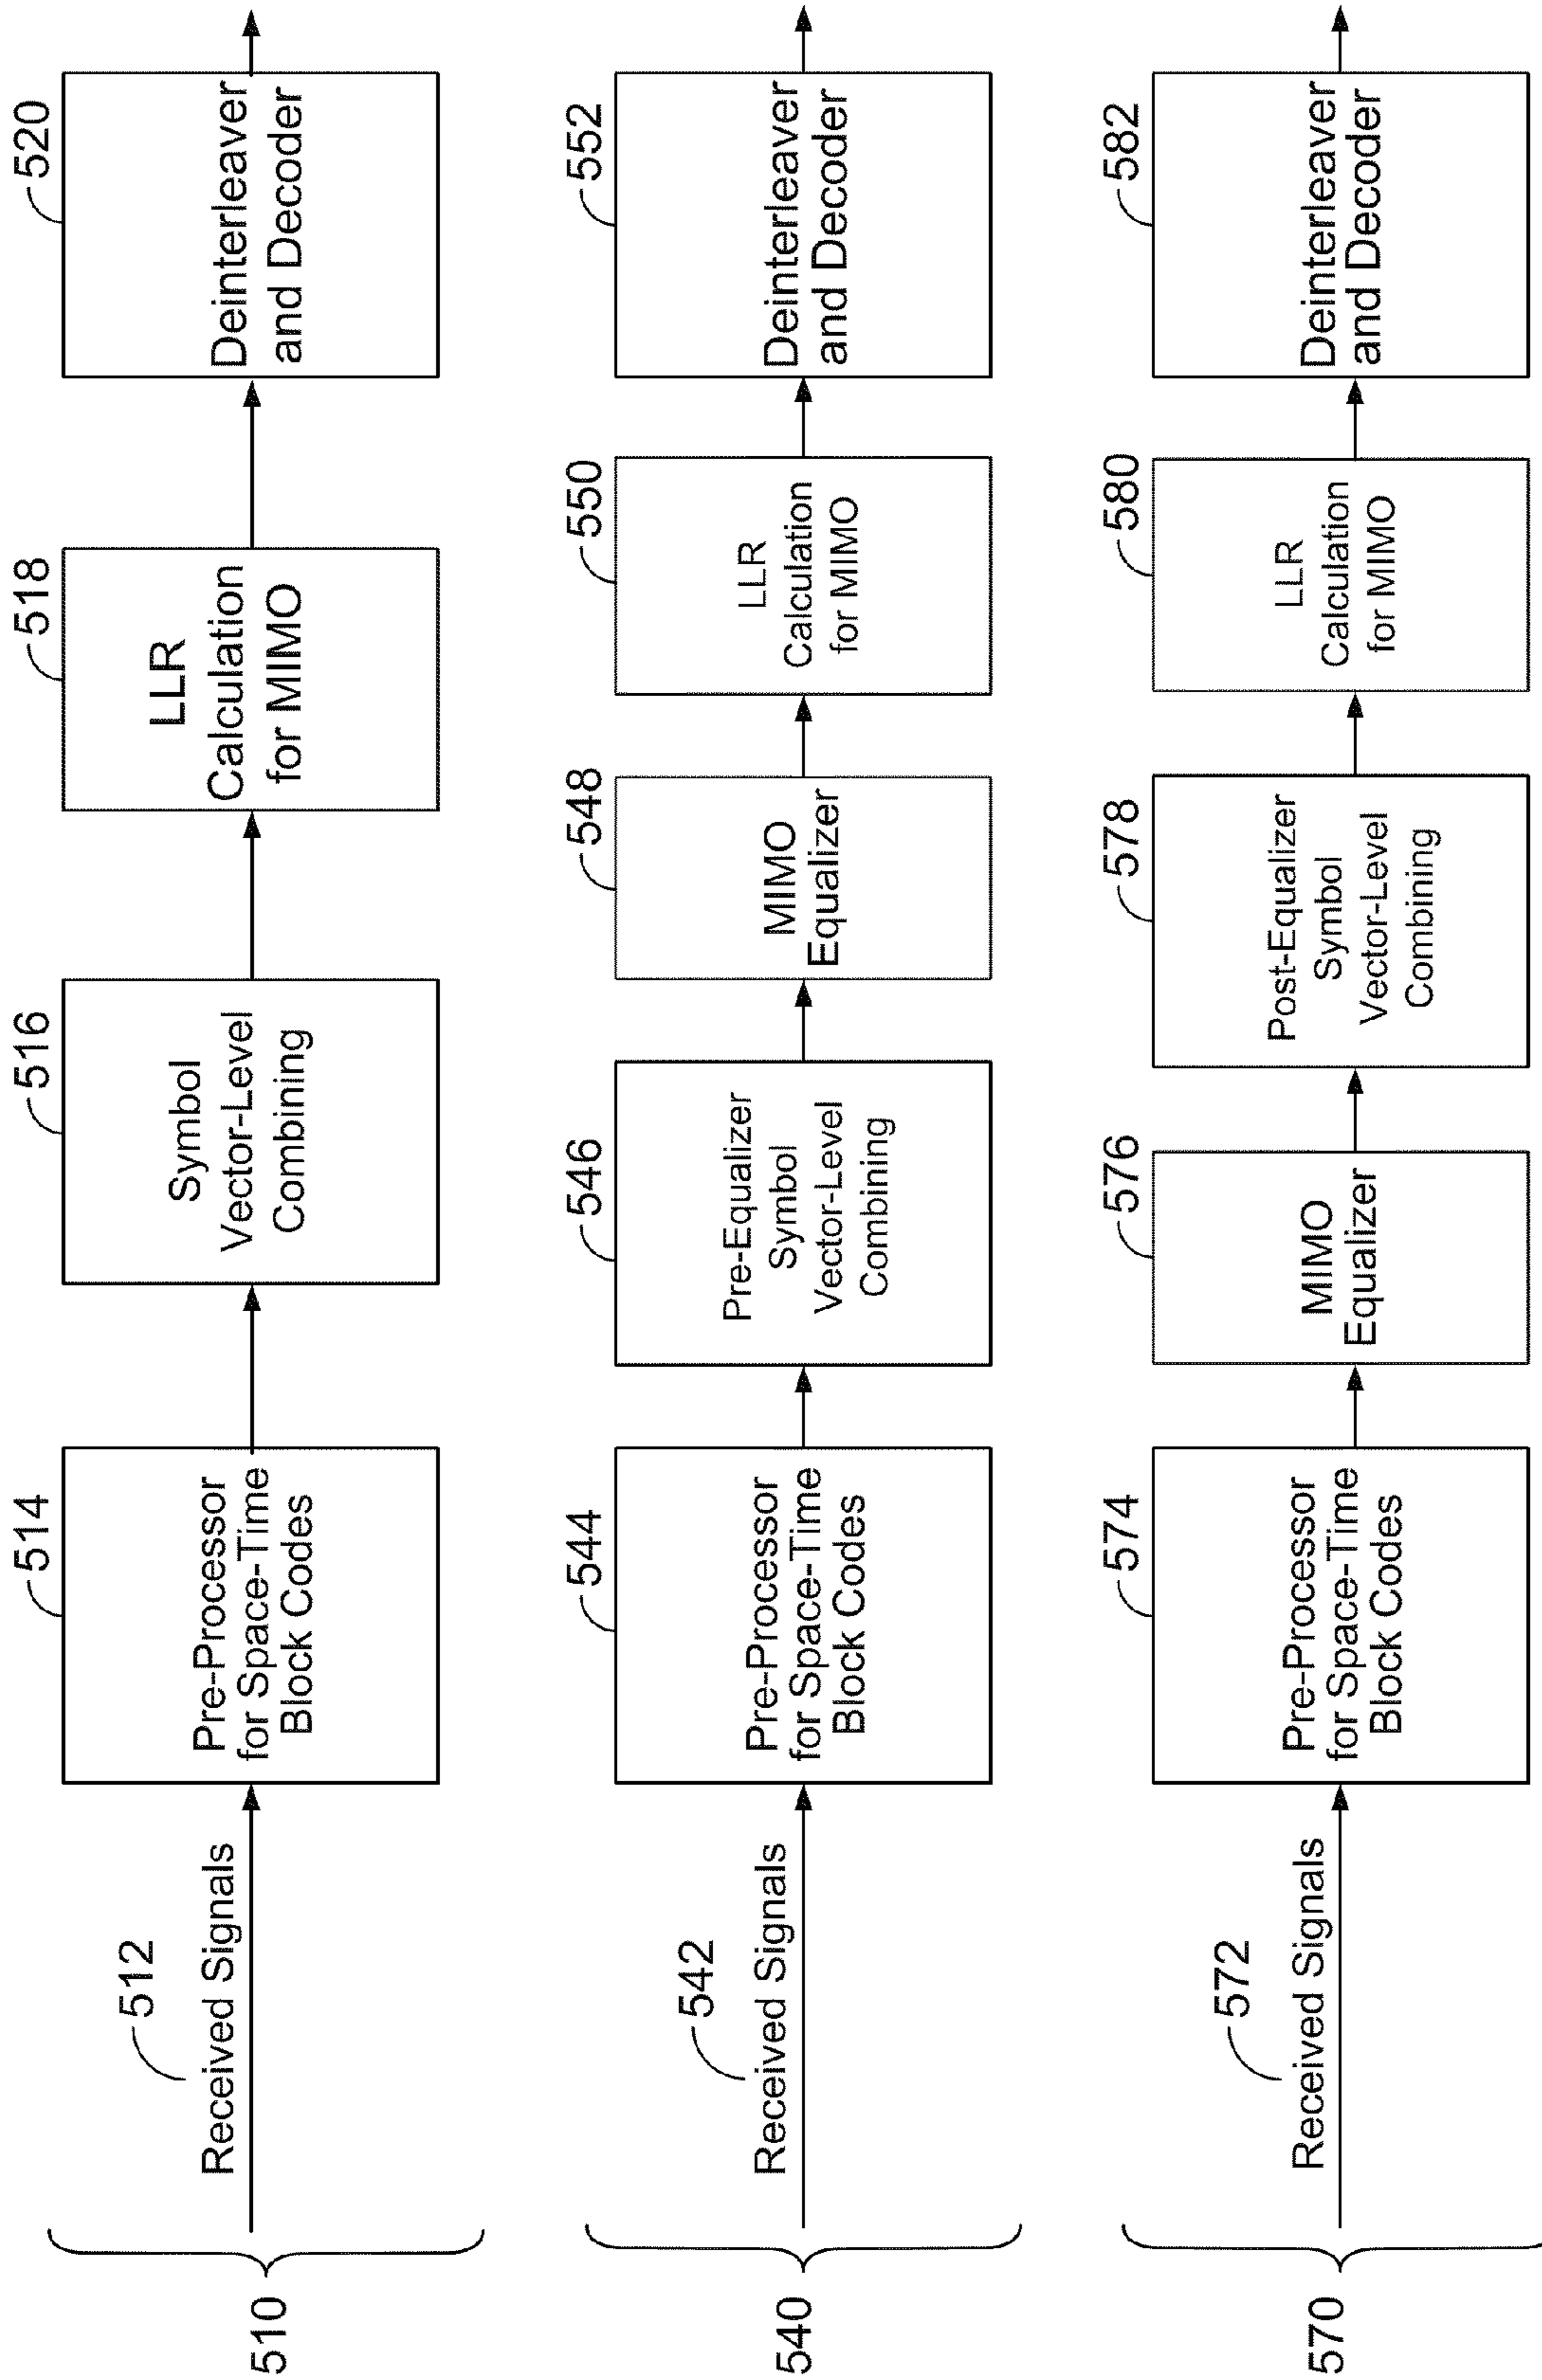 510
512
Received Signals
514
Pre-Processor
for Space-Time
Block Codes
516
Symbol
Vector-Level
Combining
518
LLR
Calculation
for MIMO
520
Deinterleaver
and Decoder
540
542
Received Signals
544
Pre-Processor
for Space-Time
Block Codes
546
Pre-Equalizer
Symbol
Vector-Level
Combining
548
MIMO
Equalizer
550
LLR
Calculation
for MIMO
552
Deinterleaver
and Decoder
570
572
Received Signals
574
Pre-Processor
for Space-Time
Block Codes
576
MIMO
Equalizer
578
Post-Equalizer
Symbol
Vector-Level
Combining
580
LLR
Calculation
for MIMO
582
Deinterleaver
and Decoder